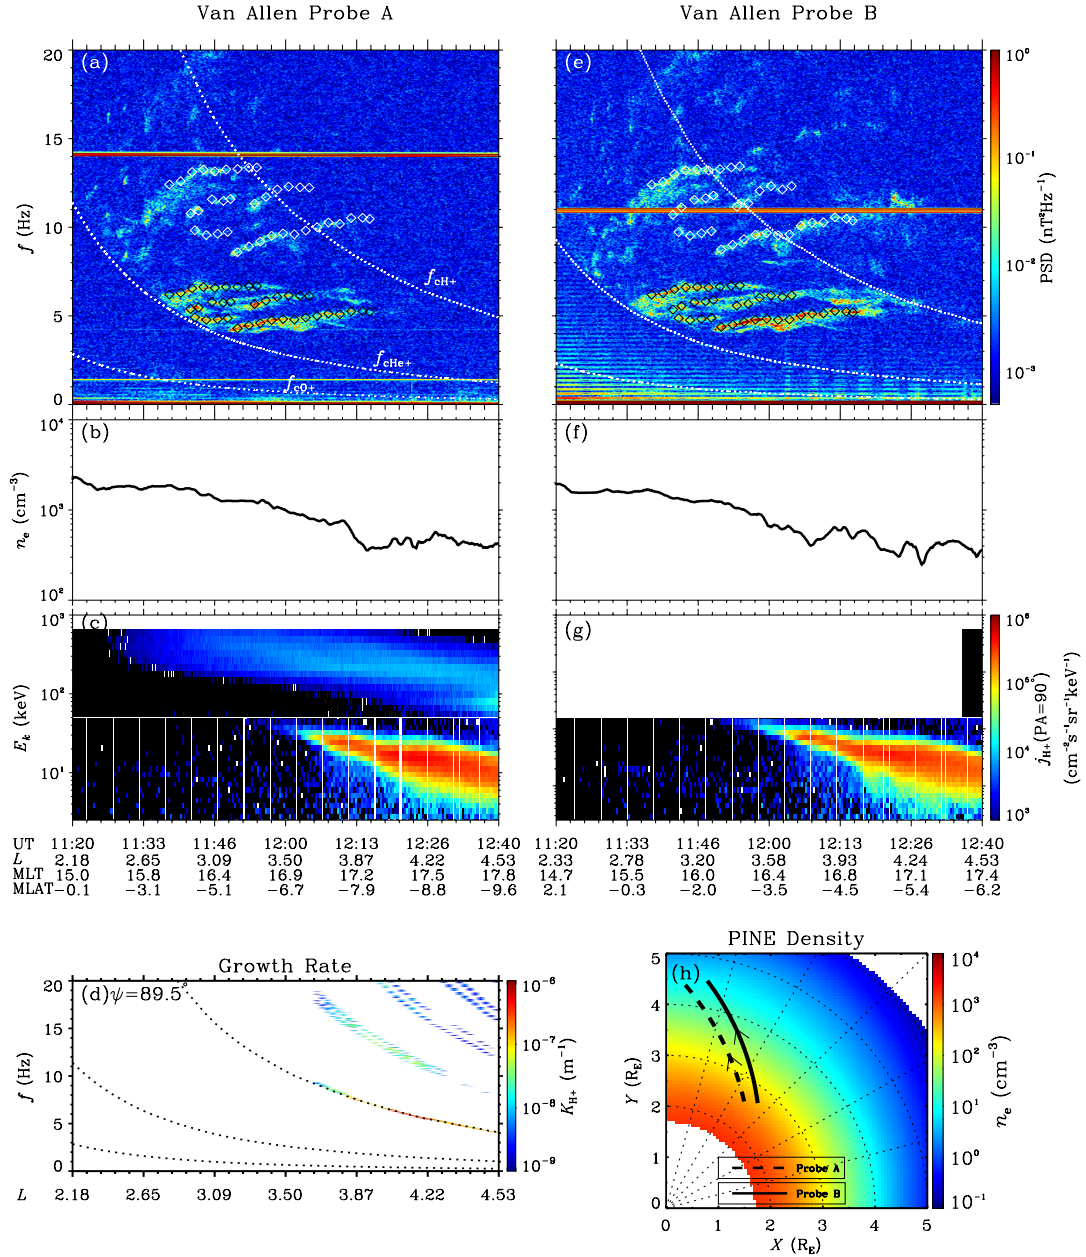 Van Allen Probe A
Van Allen Probe B
(a)
20
15
10
5
0
f (Hz)
fcH+
fcHe+
fcO+
(e)
20
15
10
5
0
f (Hz)
10⁰
10⁻¹
10⁻²
10⁻³
PSD (nT²Hz⁻¹)
(b)
10⁴
10³
10²
nₑ (cm⁻³)
(f)
(c)
10³
10²
10¹
Eₖ (keV)
(g)
10⁴
10³
jH+(PA=90°)
(cm⁻²s⁻¹sr⁻¹keV⁻¹)
UT 11:20 11:33 11:46 12:00 12:13 12:26 12:40 11:20 11:33 11:46 12:00 12:13 12:26 12:40
L 2.18 2.65 3.09 3.50 3.87 4.22 4.53 2.33 2.78 3.20 3.58 3.93 4.24 4.53
MLT 15.0 15.8 16.4 16.9 17.2 17.5 17.8 14.7 15.5 16.0 16.4 16.8 17.1 17.4
MLAT −0.1 −3.1 −5.1 −6.7 −7.9 −8.8 −9.6 2.1 −0.3 −2.0 −3.5 −4.5 −5.4 −6.2
Growth Rate
(d) ψ=89.5°
20
15
10
5
0
f (Hz)
10⁻⁶
10⁻⁷
10⁻⁸
10⁻⁹
KH+ (m⁻¹)
L 2.18 2.65 3.09 3.50 3.87 4.22 4.53
PINE Density
(h)
5
4
3
2
1
0
Y (RE)
Probe A
Probe B
0 1 2 3 4 5
X (RE)
10⁴
10³
10²
10¹
10⁰
10⁻¹
nₑ (cm⁻³)